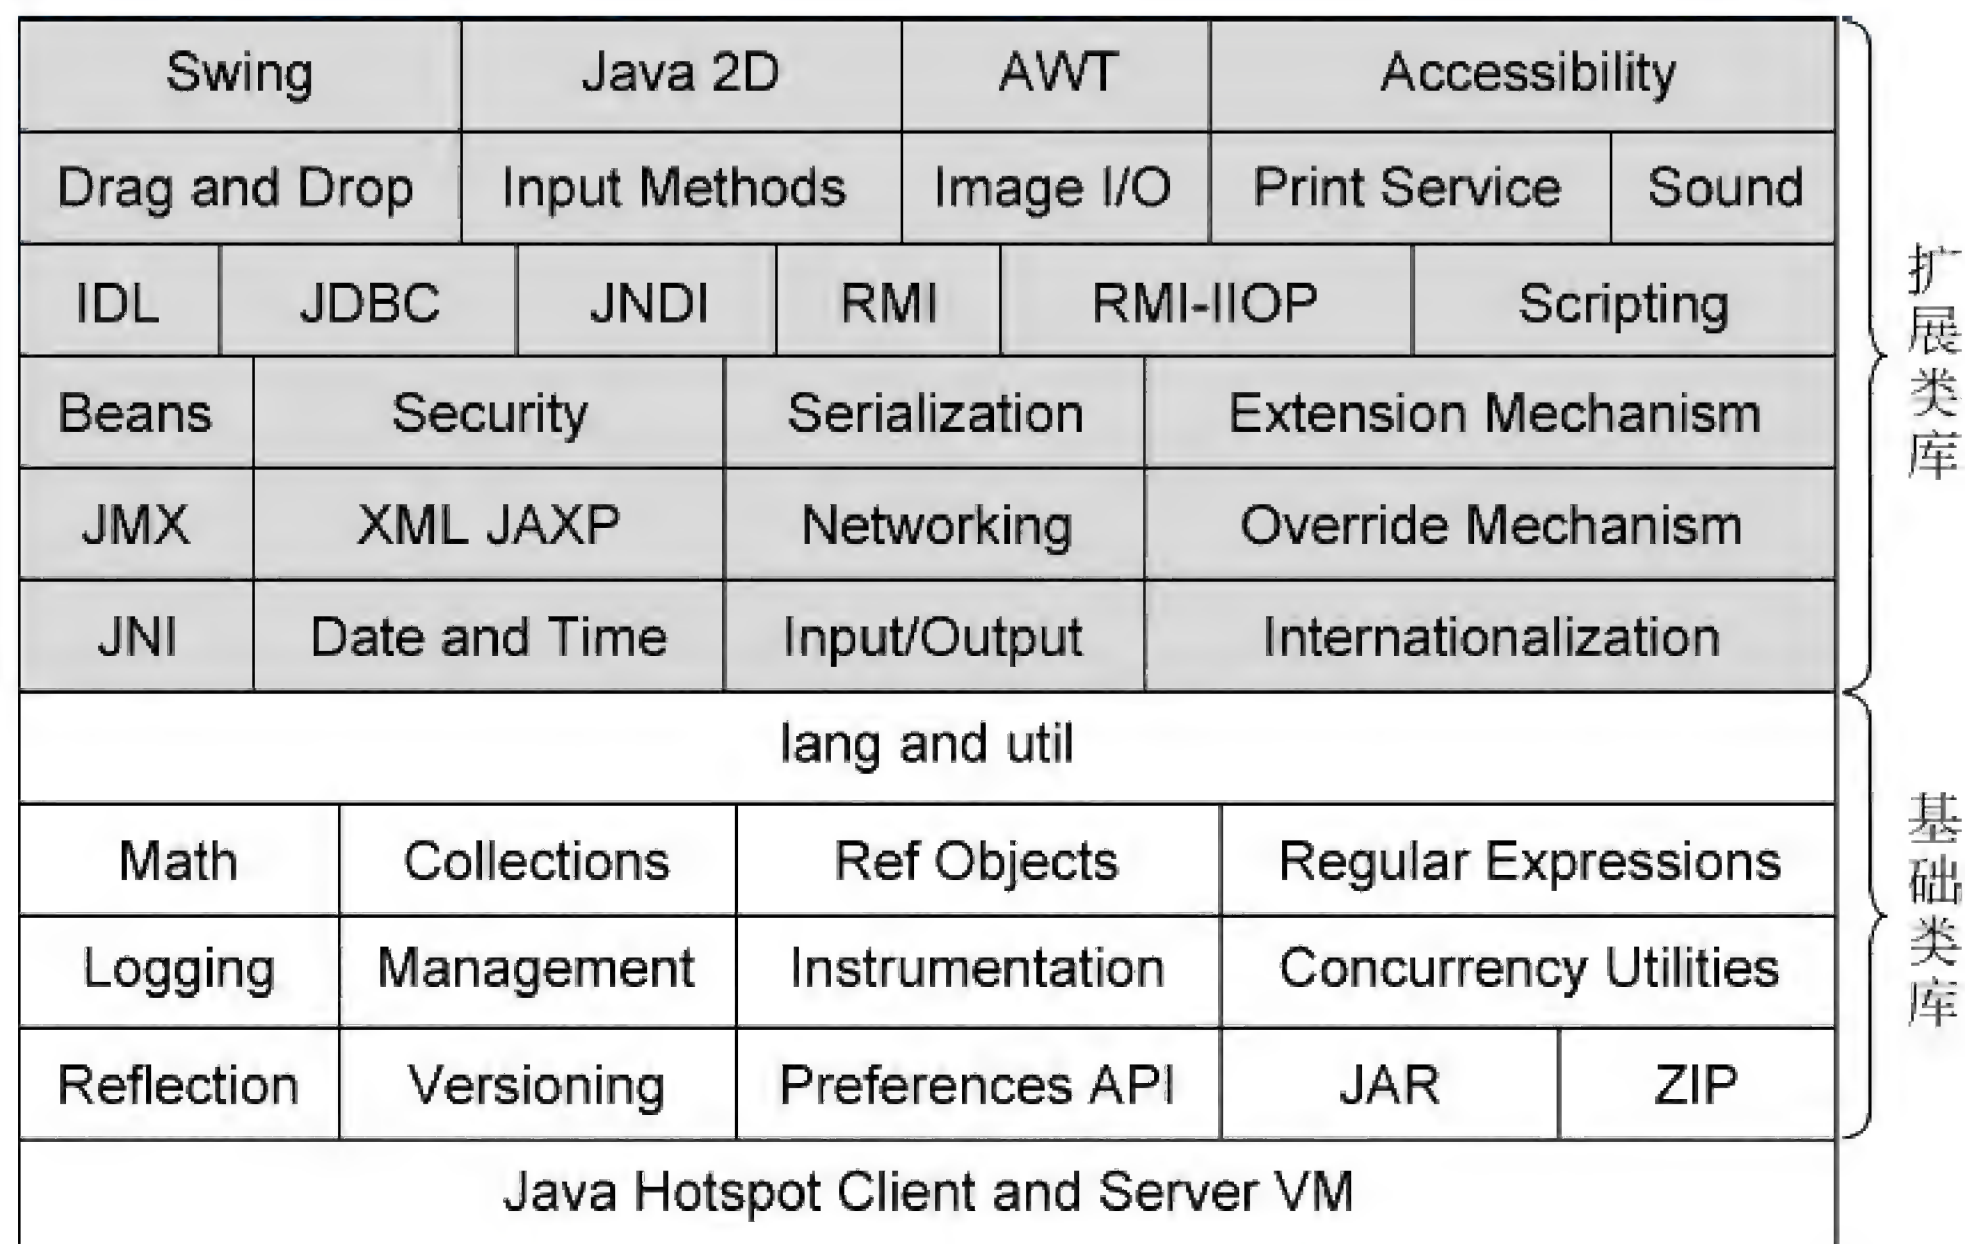 Swing Java 2D AWT Accessibility
Drag and Drop Input Methods Image I/O Print Service Sound
IDL JDBC JNDI RMI RMI-IIOP Scripting
Beans Security Serialization Extension Mechanism
JMX XML JAXP Networking Override Mechanism
JNI Date and Time Input/Output Internationalization
扩展类库
lang and util
Math Collections Ref Objects Regular Expressions
Logging Management Instrumentation Concurrency Utilities
Reflection Versioning Preferences API JAR ZIP
基础类库
Java Hotspot Client and Server VM